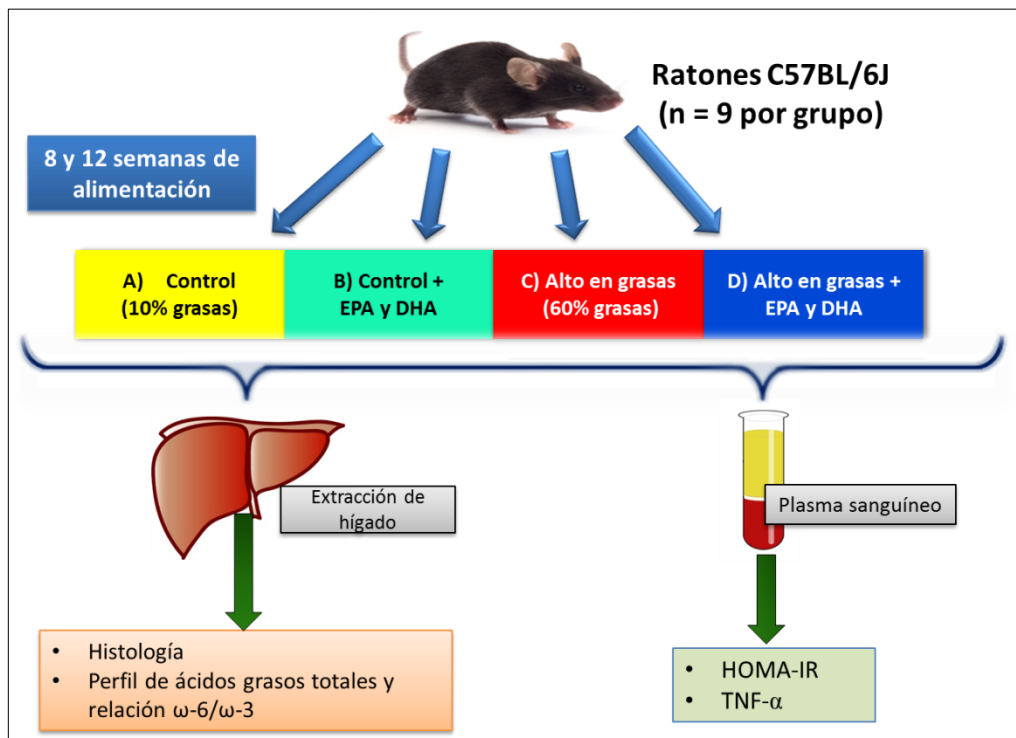 Ratones C57BL/6J
(n = 9 por grupo)
8 y 12 semanas de
alimentación
A) Control
(10% grasas)
B) Control +
EPA y DHA
C) Alto en grasas
(60% grasas)
D) Alto en grasas +
EPA y DHA
Extracción de
hígado
Plasma sanguíneo
• Histología
• Perfil de ácidos grasos totales y
relación ω-6/ω-3
• HOMA-IR
• TNF-α